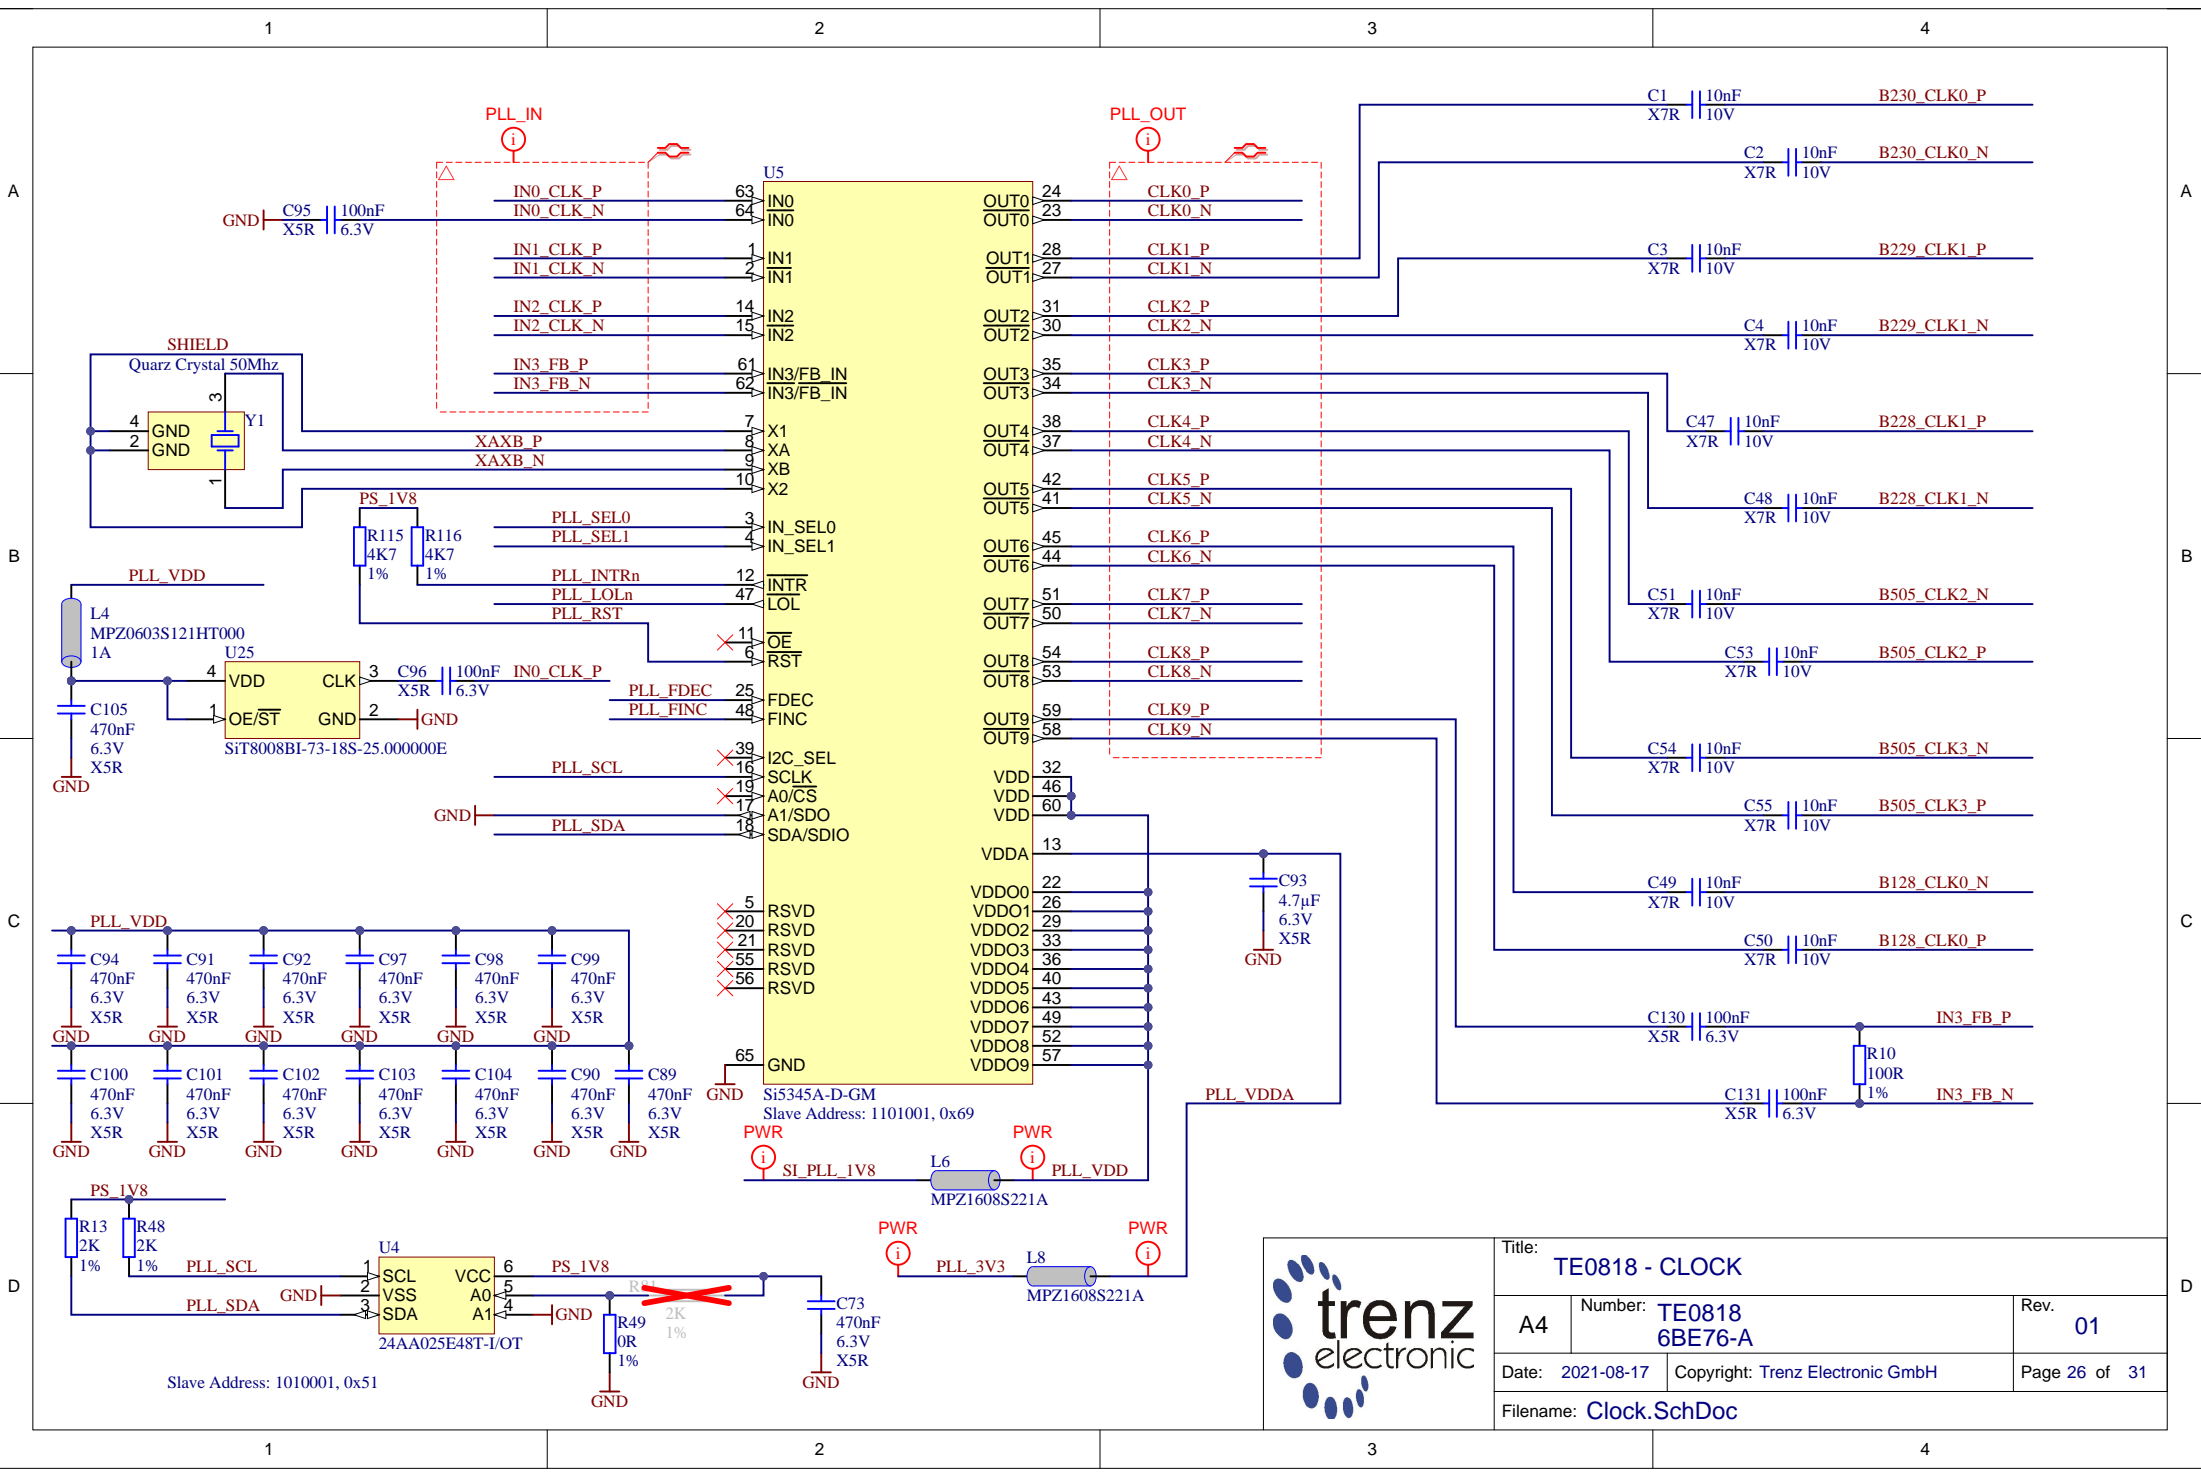 1 2 3 4
A
B
C
D
PLL_IN
PLL_OUT
GND C95 100nF
X5R 6.3V
IN0_CLK_P 63
IN0_CLK_N 64
IN1_CLK_P 1
IN1_CLK_N 2
IN2_CLK_P 14
IN2_CLK_N 15
IN3_FB_P 61
IN3_FB_N 62
SHIELD
Quarz Crystal 50Mhz
3
4 GND
2 GND
Y1
1
7
XAXB_P 8
XAXB_N 9
10
PS_1V8
R115
4K7
1%
R116
4K7
1%
PLL_SEL0 3
PLL_SEL1 4
PLL_INTRn 12
PLL_LOLn 47
PLL_RST
11
6
PLL_FDEC 25
PLL_FINC 48
39
PLL_SCL 16
19
GND 17
PLL_SDA 18
5
20
21
55
56
65
GND
U5
IN0
IN0
IN1
IN1
IN2
IN2
IN3/FB_IN
IN3/FB_IN
X1
XA
XB
X2
IN_SEL0
IN_SEL1
INTR
LOL
OE
RST
FDEC
FINC
I2C_SEL
SCLK
A0/CS
A1/SDO
SDA/SDIO
RSVD
RSVD
RSVD
RSVD
RSVD
GND
OUT0 24 CLK0_P
OUT0 23 CLK0_N
OUT1 28 CLK1_P
OUT1 27 CLK1_N
OUT2 31 CLK2_P
OUT2 30 CLK2_N
OUT3 35 CLK3_P
OUT3 34 CLK3_N
OUT4 38 CLK4_P
OUT4 37 CLK4_N
OUT5 42 CLK5_P
OUT5 41 CLK5_N
OUT6 45 CLK6_P
OUT6 44 CLK6_N
OUT7 51 CLK7_P
OUT7 50 CLK7_N
OUT8 54 CLK8_P
OUT8 53 CLK8_N
OUT9 59 CLK9_P
OUT9 58 CLK9_N
VDD 32
VDD 46
VDD 60
VDDA 13
VDDO0 22
VDDO1 26
VDDO2 29
VDDO3 33
VDDO4 36
VDDO5 40
VDDO6 43
VDDO7 49
VDDO8 52
VDDO9 57
Si5345A-D-GM
Slave Address: 1101001, 0x69
C93
4.7µF
6.3V
X5R
GND
PLL_VDDA
C1 10nF B230_CLK0_P
X7R 10V
C2 10nF B230_CLK0_N
X7R 10V
C3 10nF B229_CLK1_P
X7R 10V
C4 10nF B229_CLK1_N
X7R 10V
C47 10nF B228_CLK1_P
X7R 10V
C48 10nF B228_CLK1_N
X7R 10V
C51 10nF B505_CLK2_N
X7R 10V
C53 10nF B505_CLK2_P
X7R 10V
C54 10nF B505_CLK3_N
X7R 10V
C55 10nF B505_CLK3_P
X7R 10V
C49 10nF B128_CLK0_N
X7R 10V
C50 10nF B128_CLK0_P
X7R 10V
C130 100nF IN3_FB_P
X5R 6.3V
R10
100R
1%
C131 100nF IN3_FB_N
X5R 6.3V
PLL_VDD
L4
MPZ0603S121HT000
1A
C105
470nF
6.3V
X5R
GND
U25
4 VDD CLK 3
1 OE/ST GND 2 GND
SiT8008BI-73-18S-25.000000E
C96 100nF IN0_CLK_P
X5R 6.3V
PLL_VDD
C94 C91 C92 C97 C98 C99
470nF 470nF 470nF 470nF 470nF 470nF
6.3V 6.3V 6.3V 6.3V 6.3V 6.3V
X5R X5R X5R X5R X5R X5R
GND GND GND GND GND GND
C100 C101 C102 C103 C104 C90 C89
470nF 470nF 470nF 470nF 470nF 470nF 470nF
6.3V 6.3V 6.3V 6.3V 6.3V 6.3V 6.3V
X5R X5R X5R X5R X5R X5R X5R
GND GND GND GND GND GND GND
PWR PWR
SI_PLL_1V8 L6 PLL_VDD
MPZ1608S221A
PWR PWR
PLL_3V3 L8
MPZ1608S221A
PS_1V8
R13
2K
1%
R48
2K
1%
U4
PLL_SCL 1 SCL VCC 6 PS_1V8
GND 2 VSS A0 5
PLL_SDA 3 SDA A1 4 GND
24AA025E48T-I/OT
2K
1%
R49
0R
1%
GND
C73
470nF
6.3V
X5R
GND
Slave Address: 1010001, 0x51
trenz
electronic
Title:
TE0818 - CLOCK
A4
Number: TE0818
6BE76-A
Rev.
01
Date: 2021-08-17 Copyright: Trenz Electronic GmbH Page 26 of 31
Filename: Clock.SchDoc
A
B
C
D
1 2 3 4